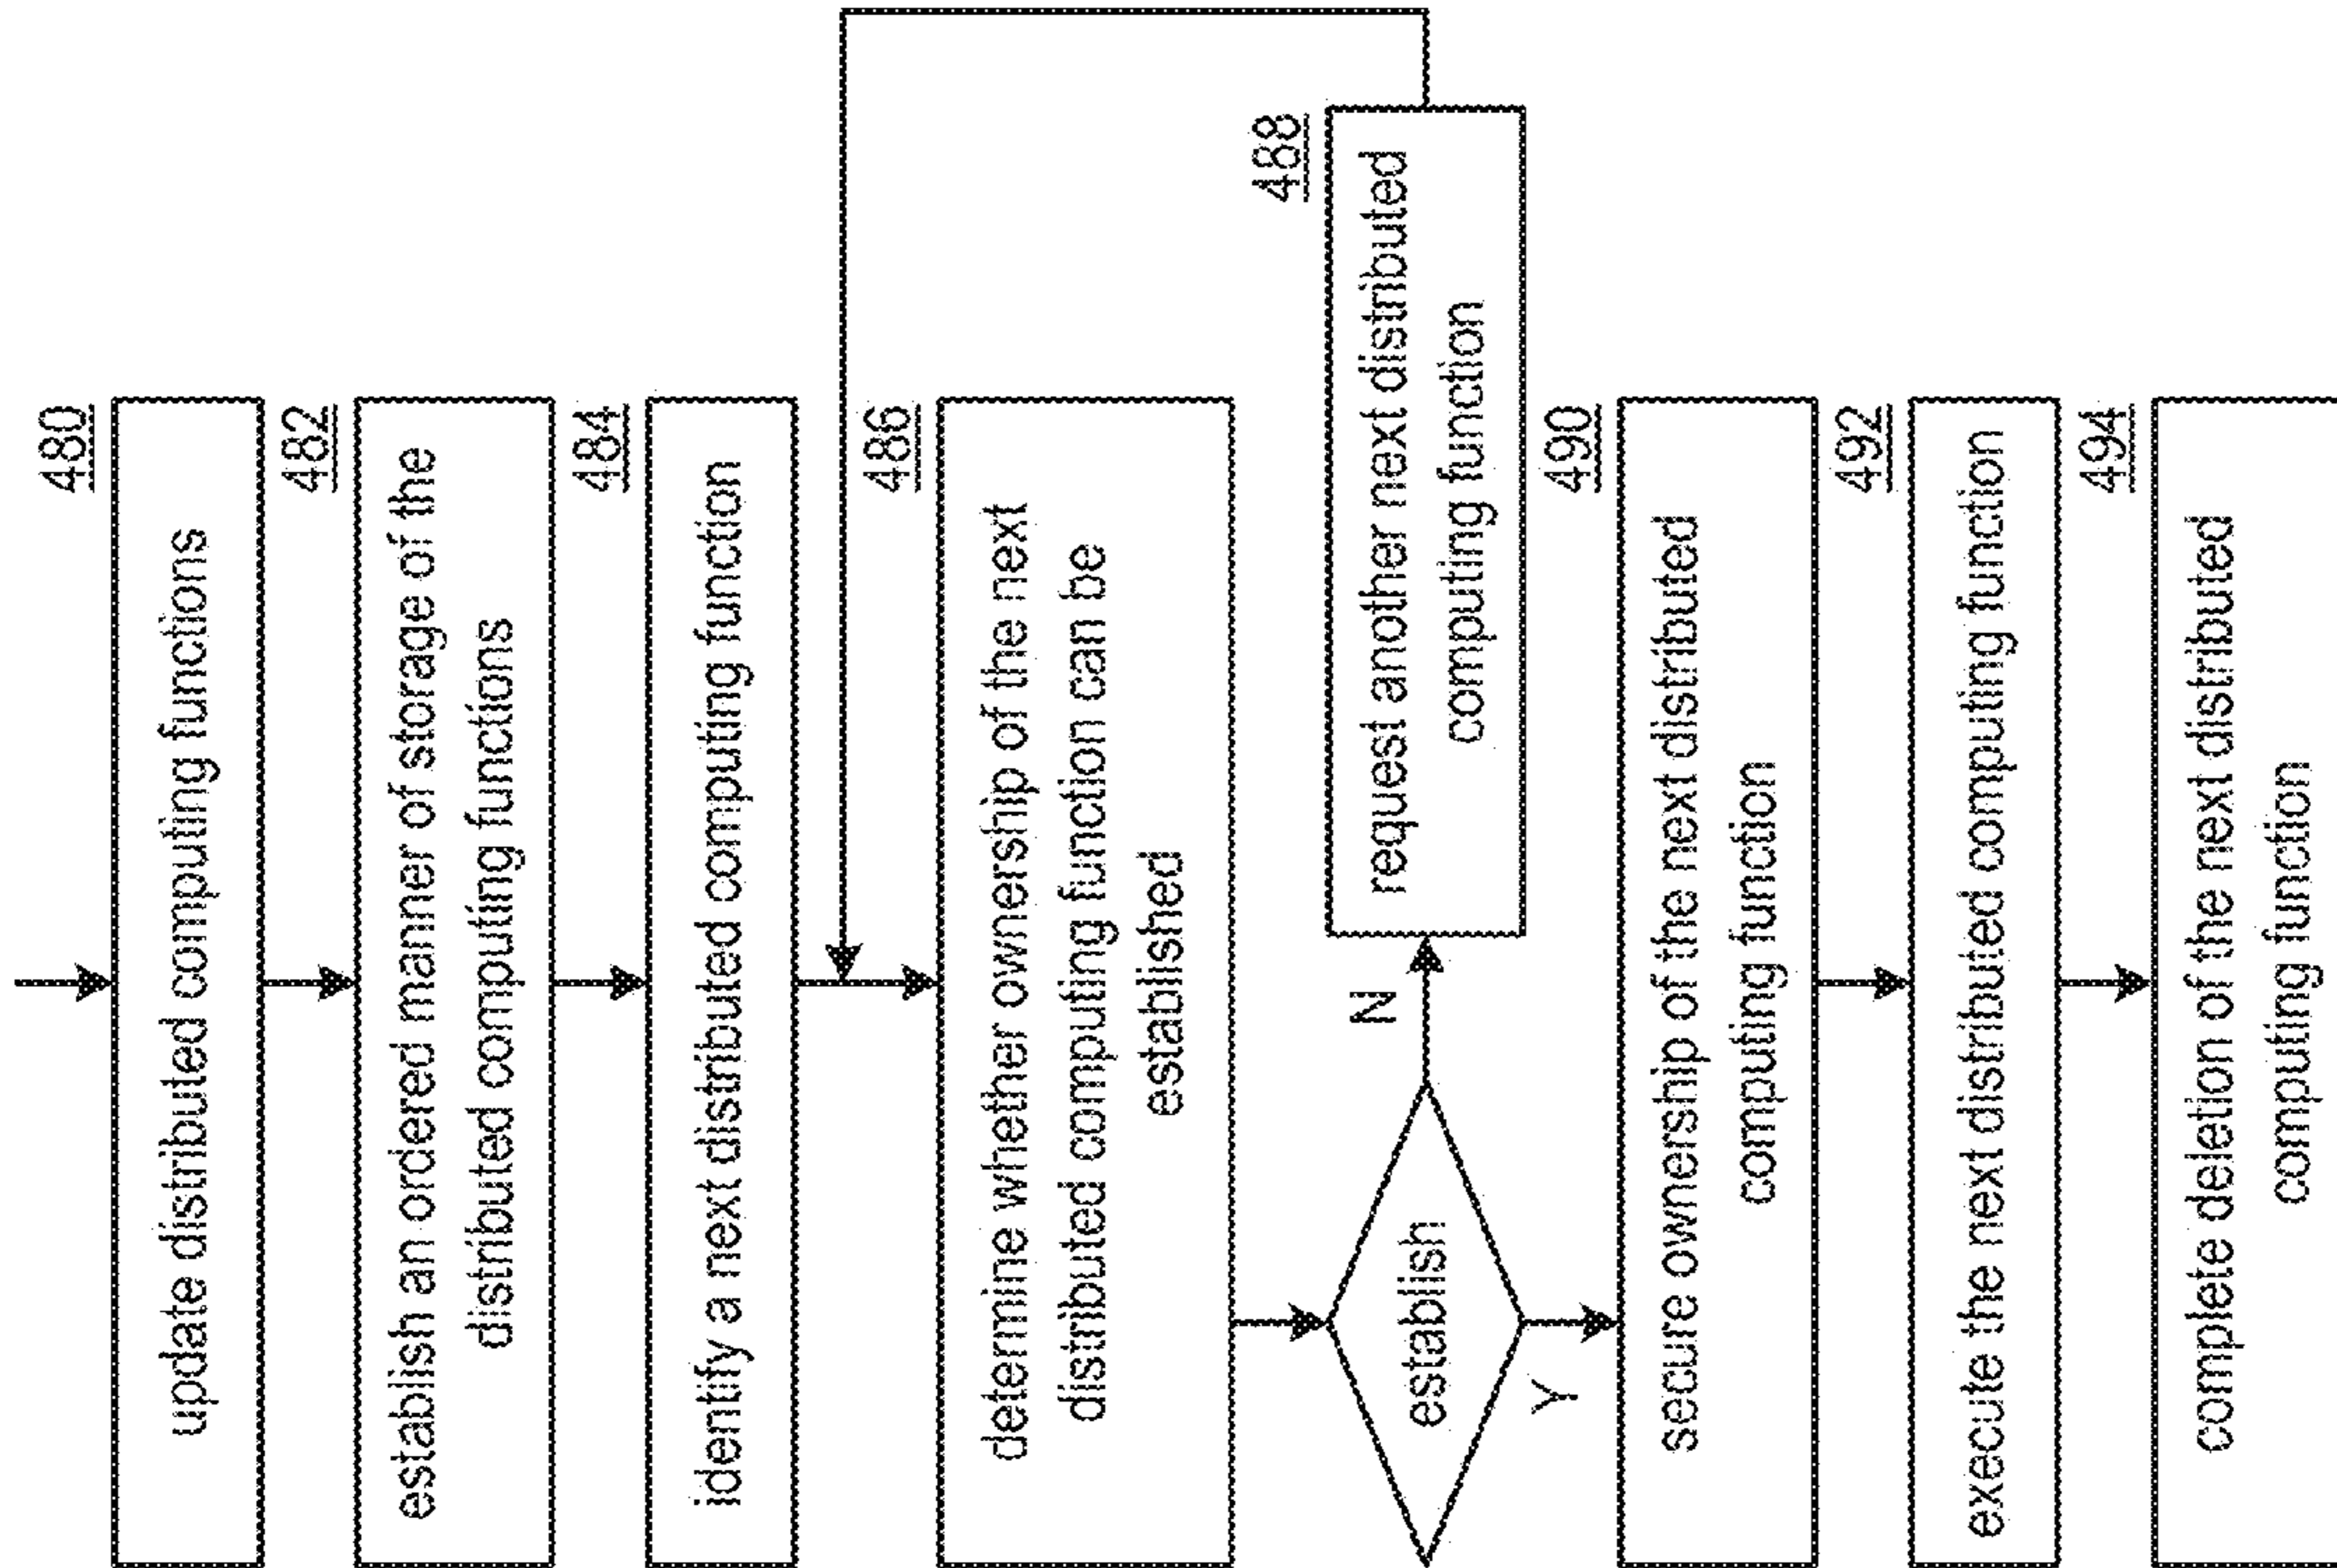 480
update distributed computing functions
482
establish an ordered manner of storage of the
distributed computing functions
484
identify a next distributed computing function
486
determine whether ownership of the next
distributed computing function can be
established
establish
N
488
request another next distributed
computing function
Y
490
secure ownership of the next distributed
computing function
492
execute the next distributed computing function
494
complete deletion of the next distributed
computing function